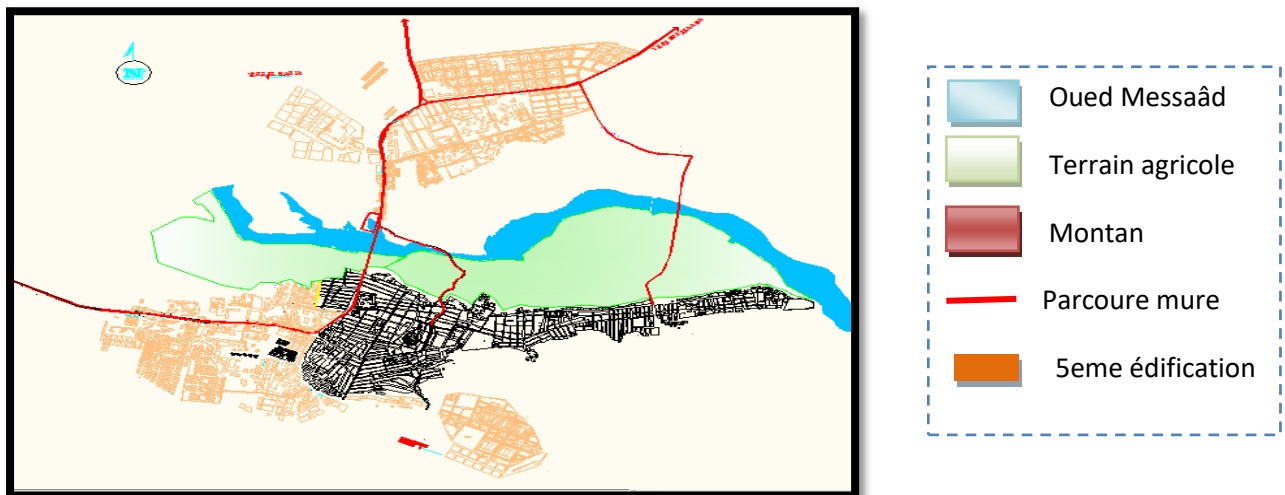 N
Oued Messaâd
Terrain agricole
Montan
Parcoure mure
5eme édification